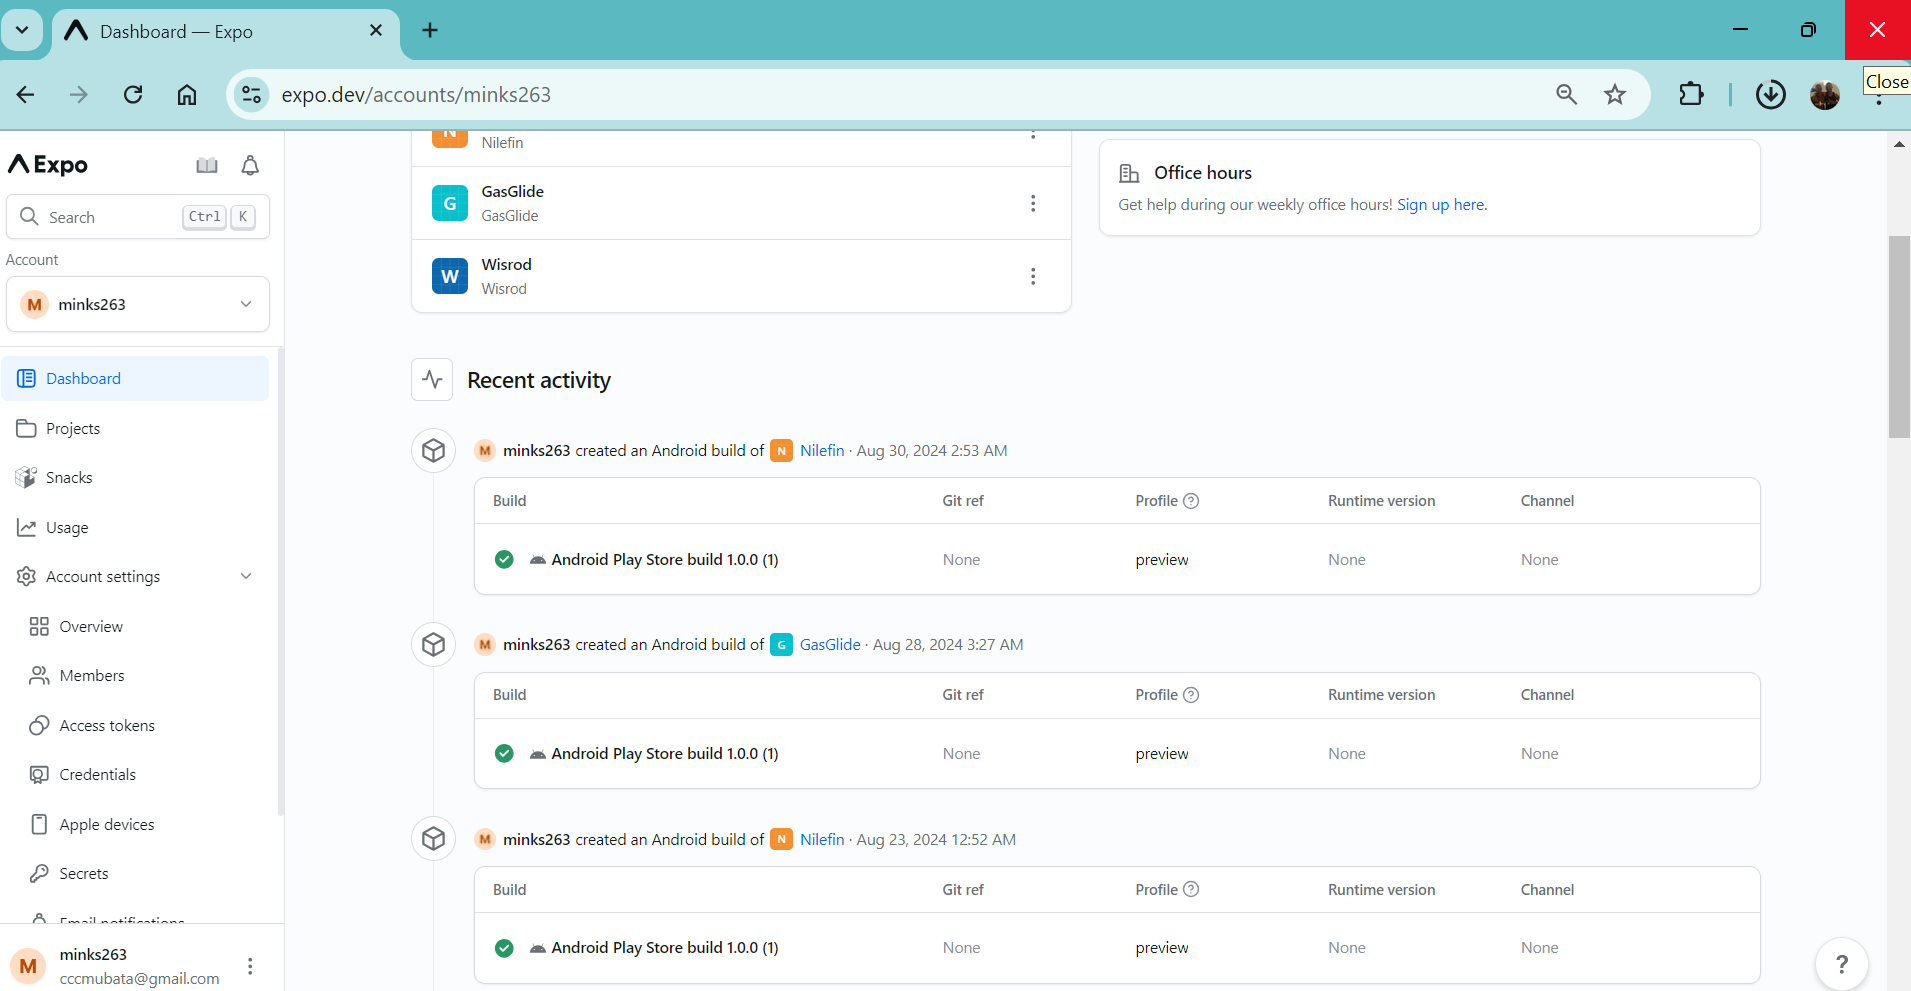 Dashboard — Expo
expo.dev/accounts/minks263
Close
Expo
Search Ctrl K
Account
M minks263
Dashboard
Projects
Snacks
Usage
Account settings
Overview
Members
Access tokens
Credentials
Apple devices
Secrets
Email notifications
M minks263
cccmubata@gmail.com
N
Nilefin
G GasGlide
GasGlide
W Wisrod
Wisrod
Office hours
Get help during our weekly office hours! Sign up here.
Recent activity
M minks263 created an Android build of N Nilefin · Aug 30, 2024 2:53 AM
Build Git ref Profile ? Runtime version Channel
Android Play Store build 1.0.0 (1) None preview None None
M minks263 created an Android build of G GasGlide · Aug 28, 2024 3:27 AM
Build Git ref Profile ? Runtime version Channel
Android Play Store build 1.0.0 (1) None preview None None
M minks263 created an Android build of N Nilefin · Aug 23, 2024 12:52 AM
Build Git ref Profile ? Runtime version Channel
Android Play Store build 1.0.0 (1) None preview None None
?